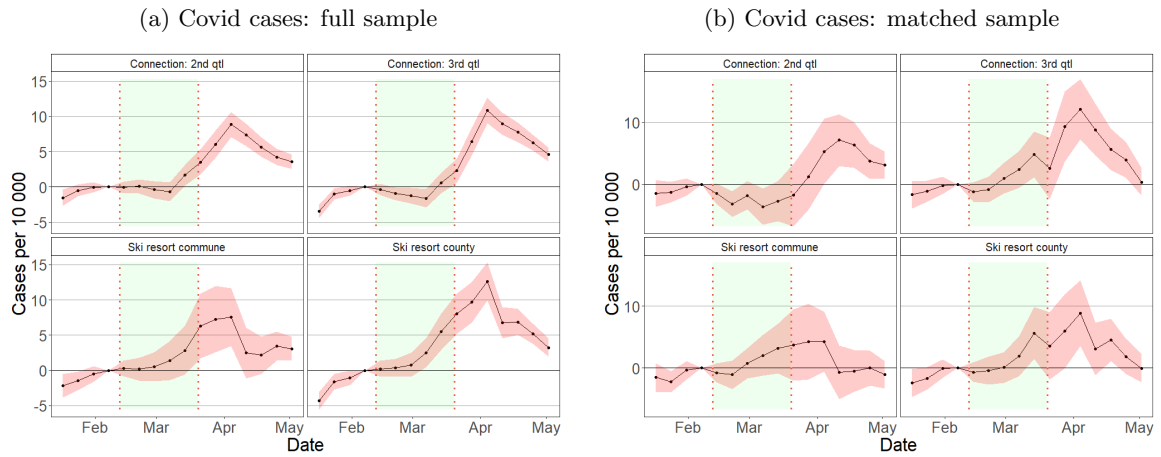 (a) Covid cases: full sample
(b) Covid cases: matched sample
Connection: 2nd qtl
Connection: 3rd qtl
15
10
5
0
-5
Ski resort commune
Ski resort county
15
10
5
0
-5
Cases per 10 000
Feb
Mar
Apr
May
Feb
Mar
Apr
May
Date
Connection: 2nd qtl
Connection: 3rd qtl
10
0
Ski resort commune
Ski resort county
10
0
Cases per 10 000
Feb
Mar
Apr
May
Feb
Mar
Apr
May
Date